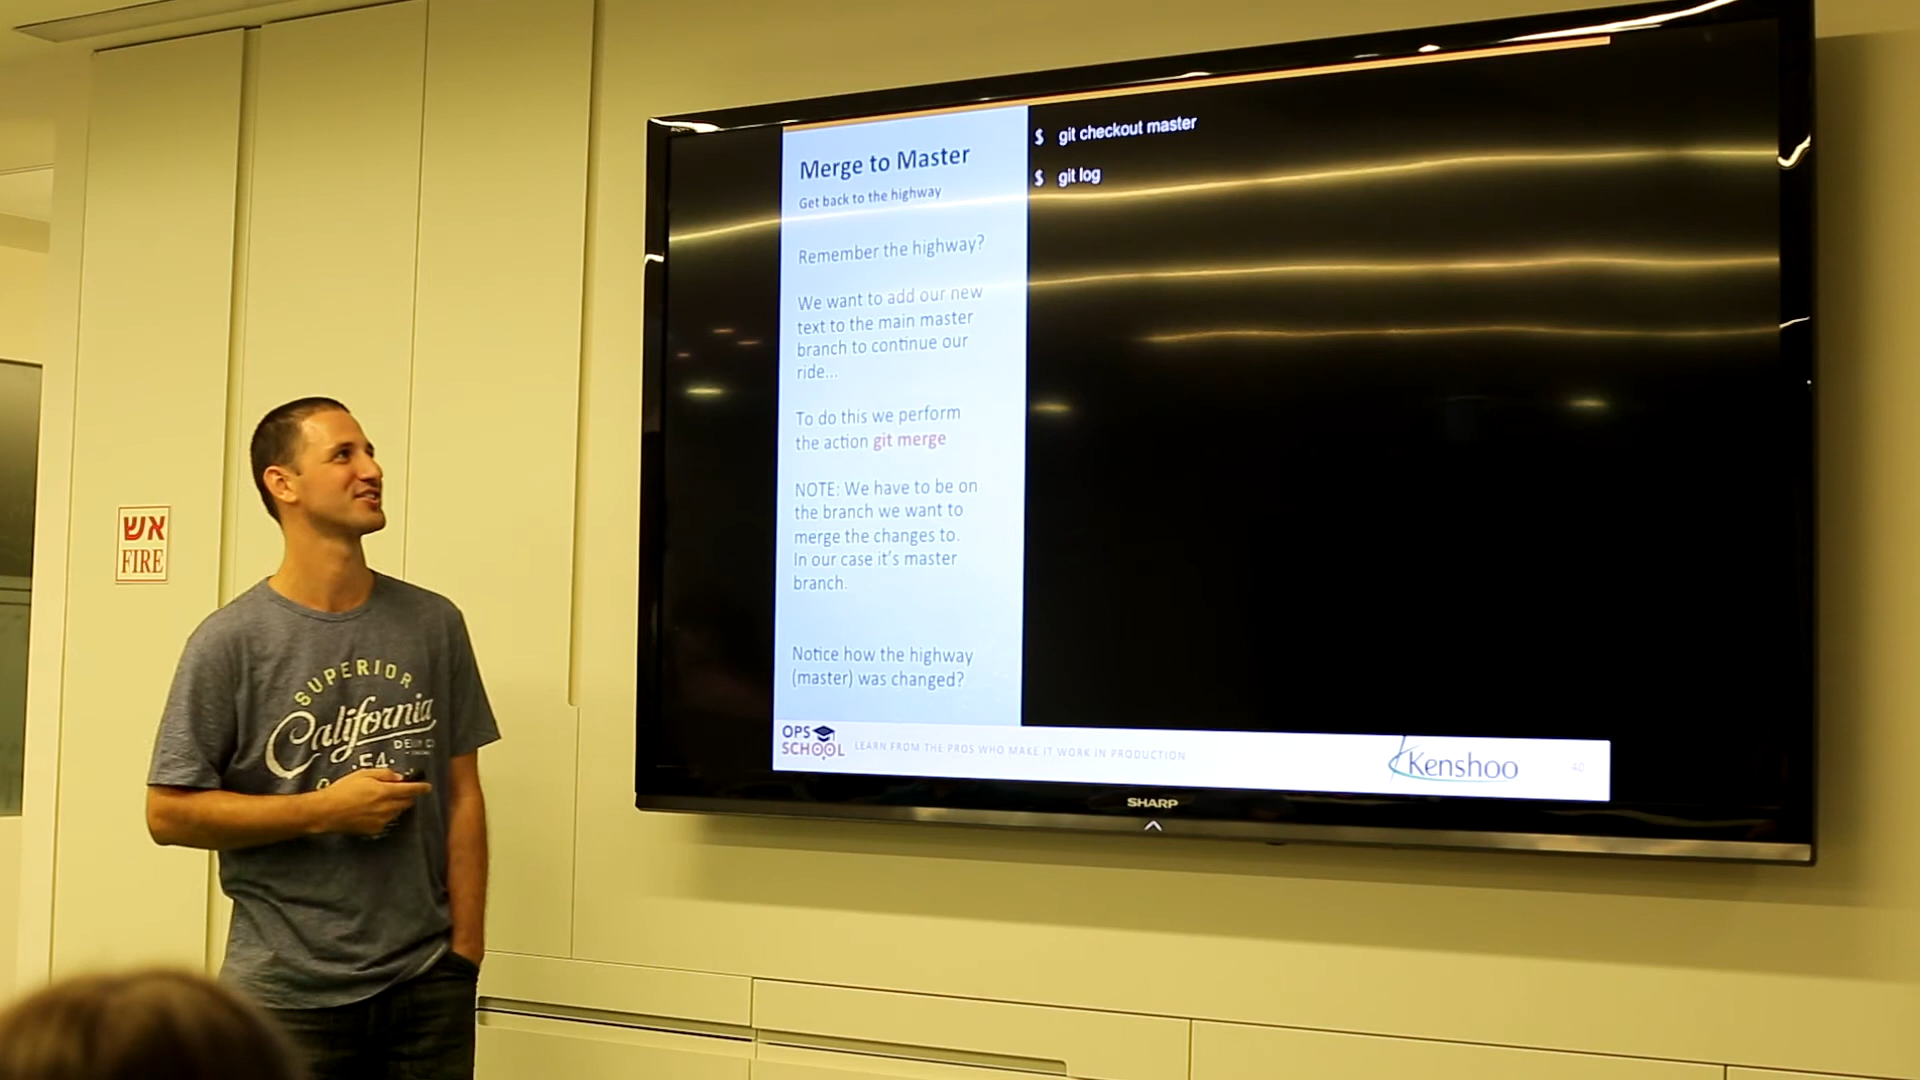 Merge to Master
Get back to the highway
Remember the highway?
We want to add our new
text to the main master
branch to continue our
ride...
To do this we perform
the action git merge
NOTE: We have to be on
the branch we want to
merge the changes to.
In our case it's master
branch.
Notice how the highway
(master) was changed?
$ git checkout master
$ git log
OPS
SCHOOL
LEARN FROM THE PROS WHO MAKE IT WORK IN PRODUCTION
Kenshoo
40
SHARP
אש
FIRE
SUPERIOR
California
54